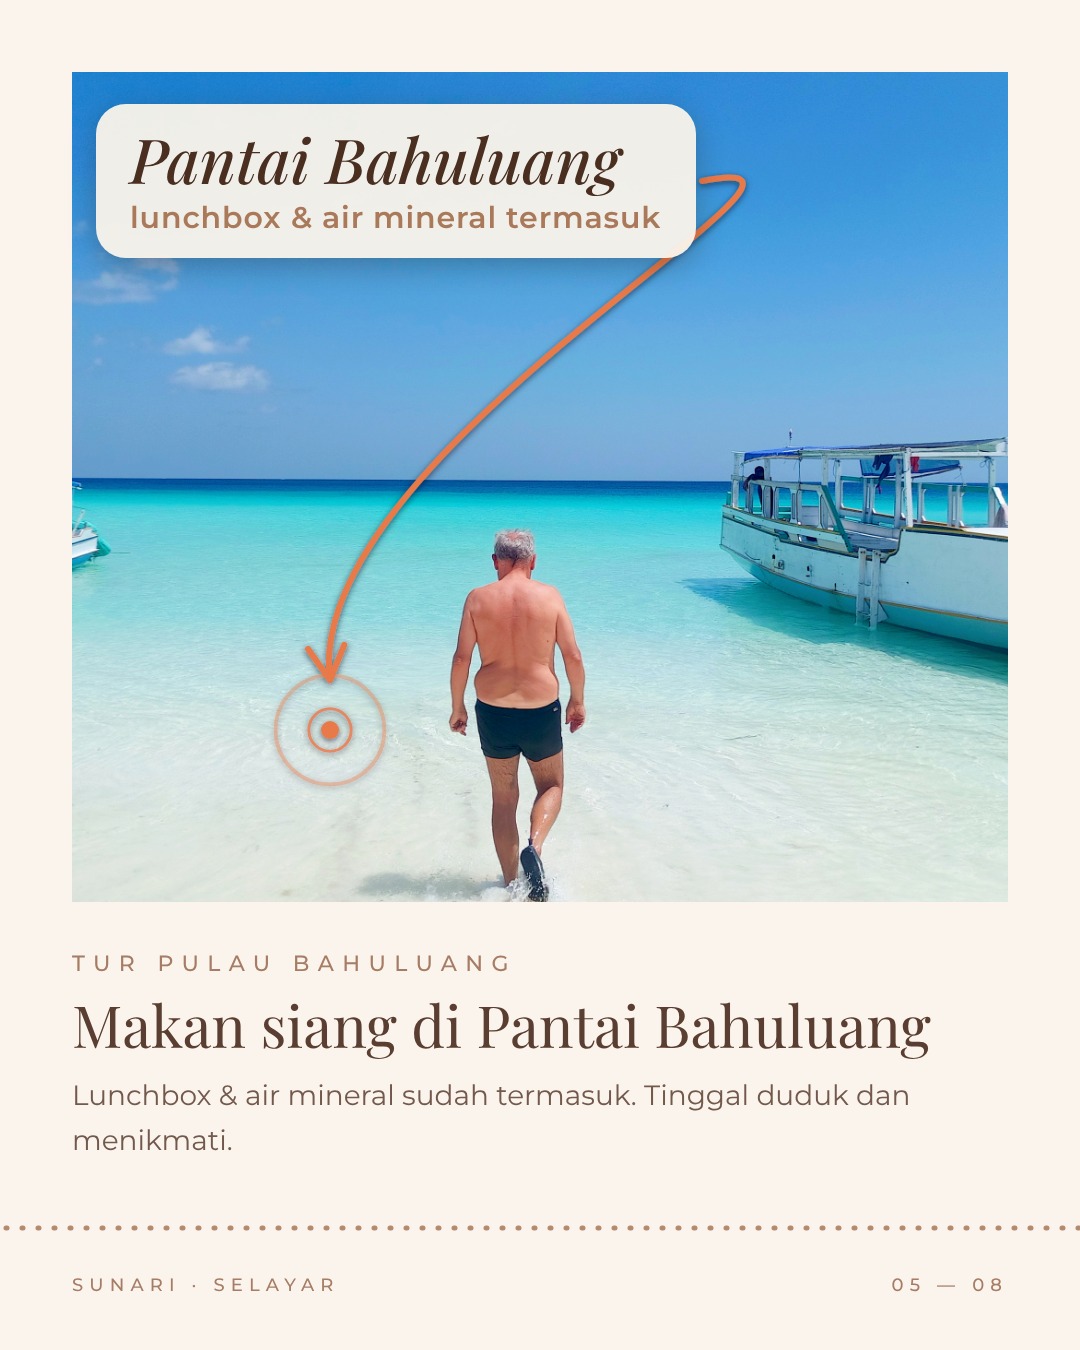 Pantai Bahuluang
lunchbox & air mineral termasuk
TUR PULAU BAHULUANG
Makan siang di Pantai Bahuluang
Lunchbox & air mineral sudah termasuk. Tinggal duduk dan
menikmati.
SUNARI · SELAYAR
05 — 08